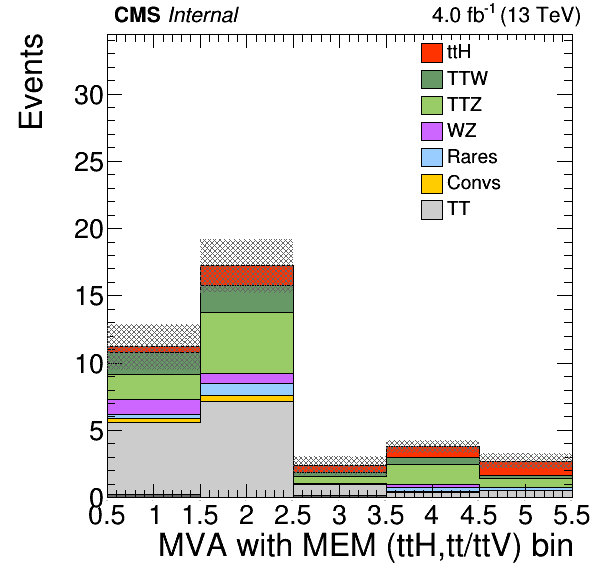 CMS Internal
4.0 fb⁻¹ (13 TeV)
Events
ttH
TTW
TTZ
WZ
Rares
Convs
TT
30
25
20
15
10
5
0
0.5 1 1.5 2 2.5 3 3.5 4 4.5 5 5.5
MVA with MEM (ttH,tt/ttV) bin